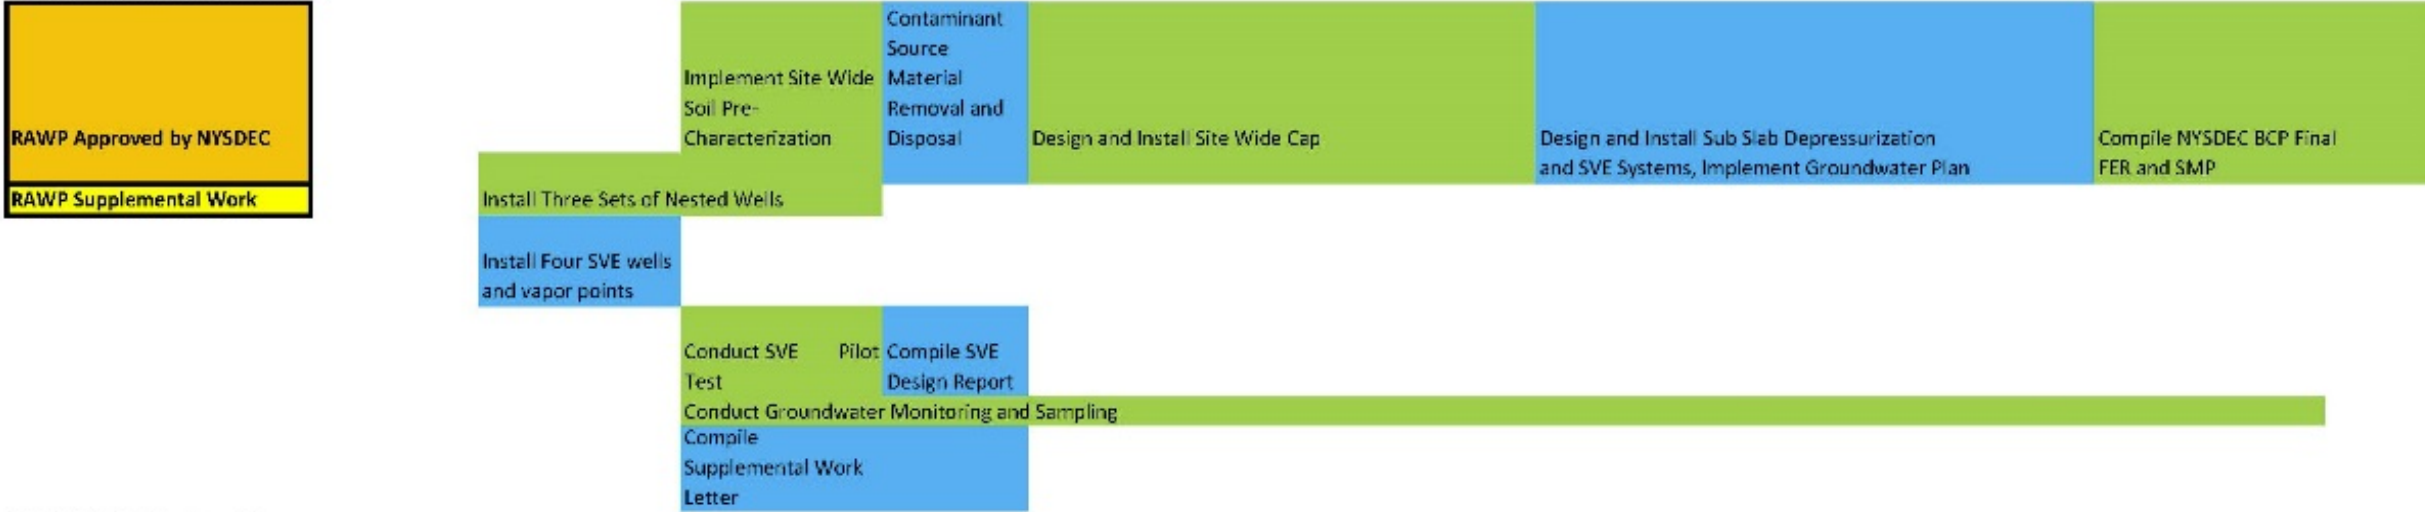 RAWP Approved by NYSDEC
Implement Site Wide
Soil Pre-
Characterization
Contaminant
Source
Material
Removal and
Disposal
Design and Install Site Wide Cap
Design and Install Sub Slab Depressurization
and SVE Systems, Implement Groundwater Plan
Compile NYSDEC BCP Final
FER and SMP
RAWP Supplemental Work
Install Three Sets of Nested Wells
Install Four SVE wells
and vapor points
Conduct SVE Pilot
Test
Compile SVE
Design Report
Conduct Groundwater Monitoring and Sampling
Compile
Supplemental Work
Letter